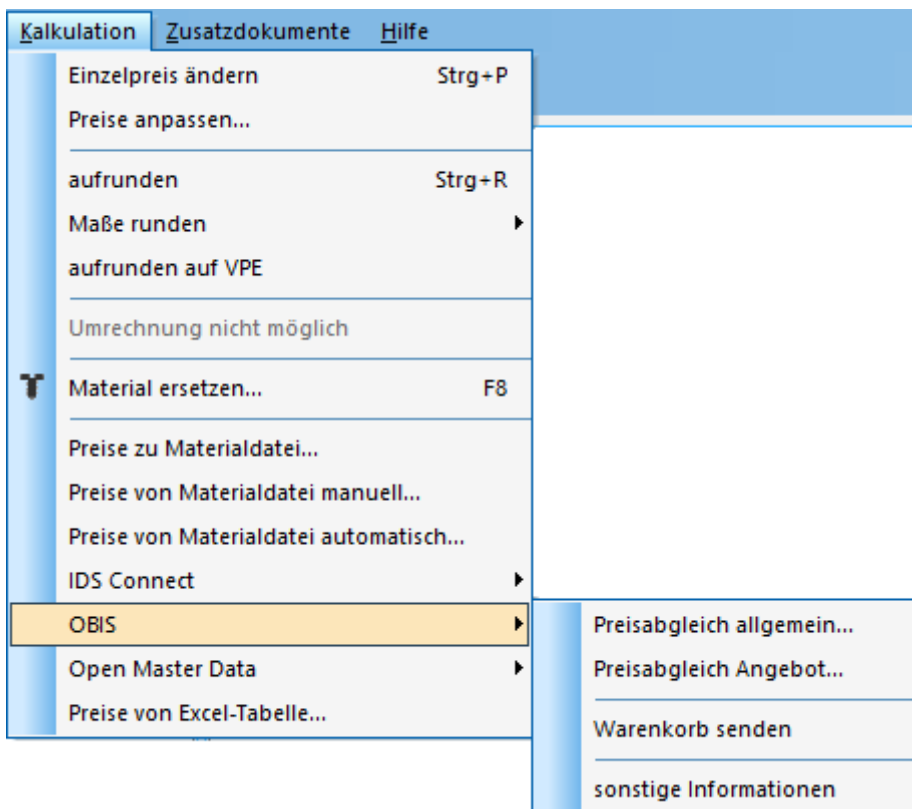 Kalkulation Zusatzdokumente Hilfe
Einzelpreis ändern Strg+P
Preise anpassen...
aufrunden Strg+R
Maße runden
aufrunden auf VPE
Umrechnung nicht möglich
Material ersetzen... F8
Preise zu Materialdatei...
Preise von Materialdatei manuell...
Preise von Materialdatei automatisch...
IDS Connect
OBIS
Preisabgleich allgemein...
Open Master Data
Preisabgleich Angebot...
Preise von Excel-Tabelle...
Warenkorb senden
sonstige Informationen